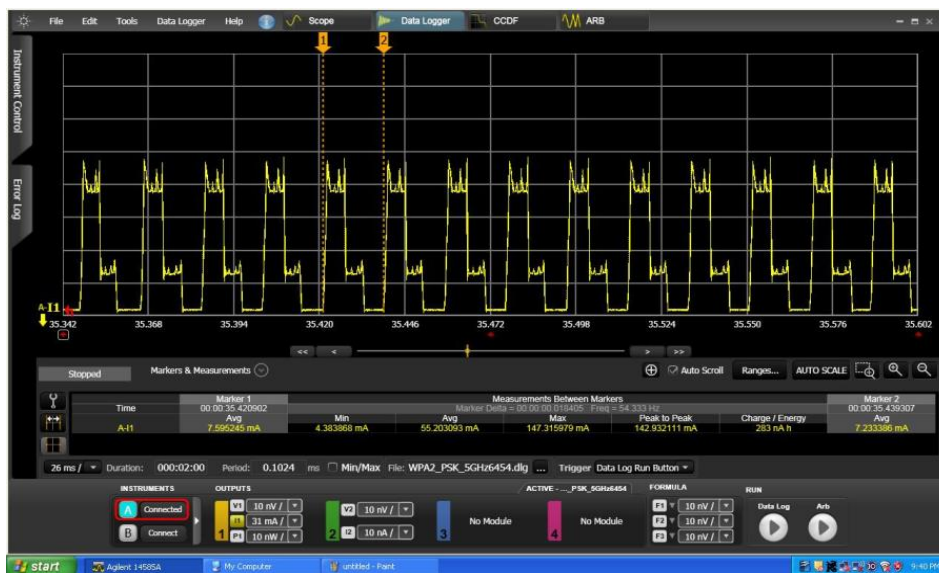 File Edit Tools Data Logger Help Scope Data Logger CCDF ARB
1 2
Instrument Control
Error Log
A-I1
35.342 35.368 35.394 35.420 35.446 35.472 35.498 35.524 35.550 35.576 35.602
<< < > >>
Stopped Markers & Measurements Auto Scroll Ranges... AUTO SCALE
Marker 1 Measurements Between Markers Marker 2
Time 00:00:35.420902 Marker Delta = 00:00:00.018405 Freq = 54.333 Hz 00:00:35.439307
Avg Min Avg Max Peak to Peak Charge / Energy Avg
A-I1 7.595245 mA 4.383868 mA 55.203093 mA 147.315979 mA 142.932111 mA 283 nA h 7.233386 mA
26 ms / Duration: 000:02:00 Period: 0.1024 ms Min/Max File: WPA2_PSK_5GHz6454.dlg ... Trigger Data Log Run Button
INSTRUMENTS OUTPUTS ACTIVE - ..._PSK_5GHz6454 FORMULA RUN
A Connected V1 10 nV / V2 10 nV / F1 10 nV / Data Log Arb
I1 31 mA / No Module No Module F2 10 nV /
B Connect 1 P1 10 nW / 2 I2 10 nA / 3 4 F3 10 nV /
start Agilent 14585A My Computer untitled - Paint 9:40 PM